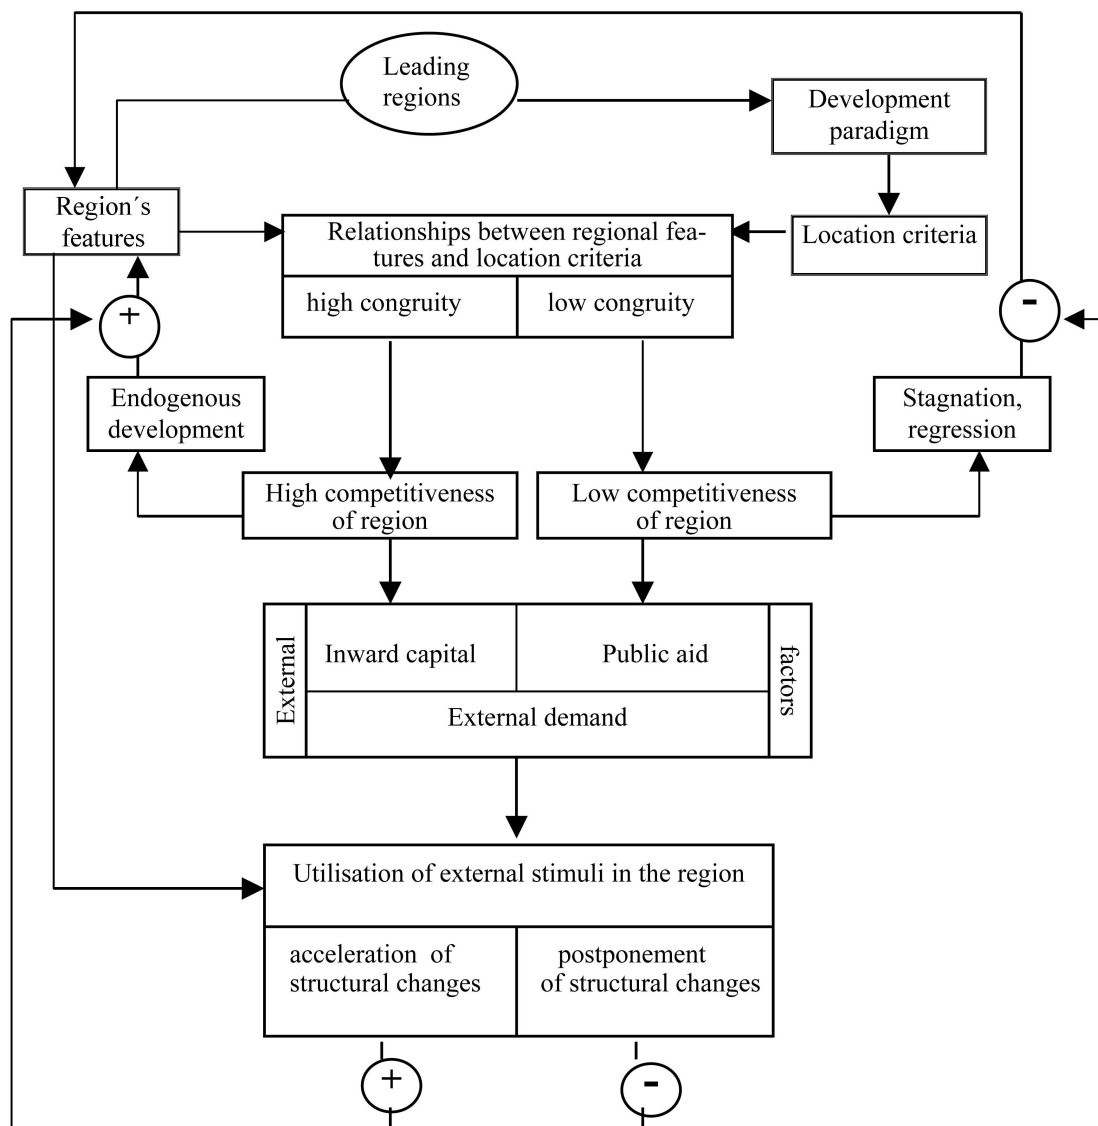 Leading
regions
Development
paradigm
Region´s
features
Relationships between regional fea-
tures and location criteria
Location criteria
high congruity
low congruity
+
-
Endogenous
development
Stagnation,
regression
High competitiveness
of region
Low competitiveness
of region
External
Inward capital
Public aid
factors
External demand
Utilisation of external stimuli in the region
acceleration of
structural changes
postponement
of structural changes
+
-